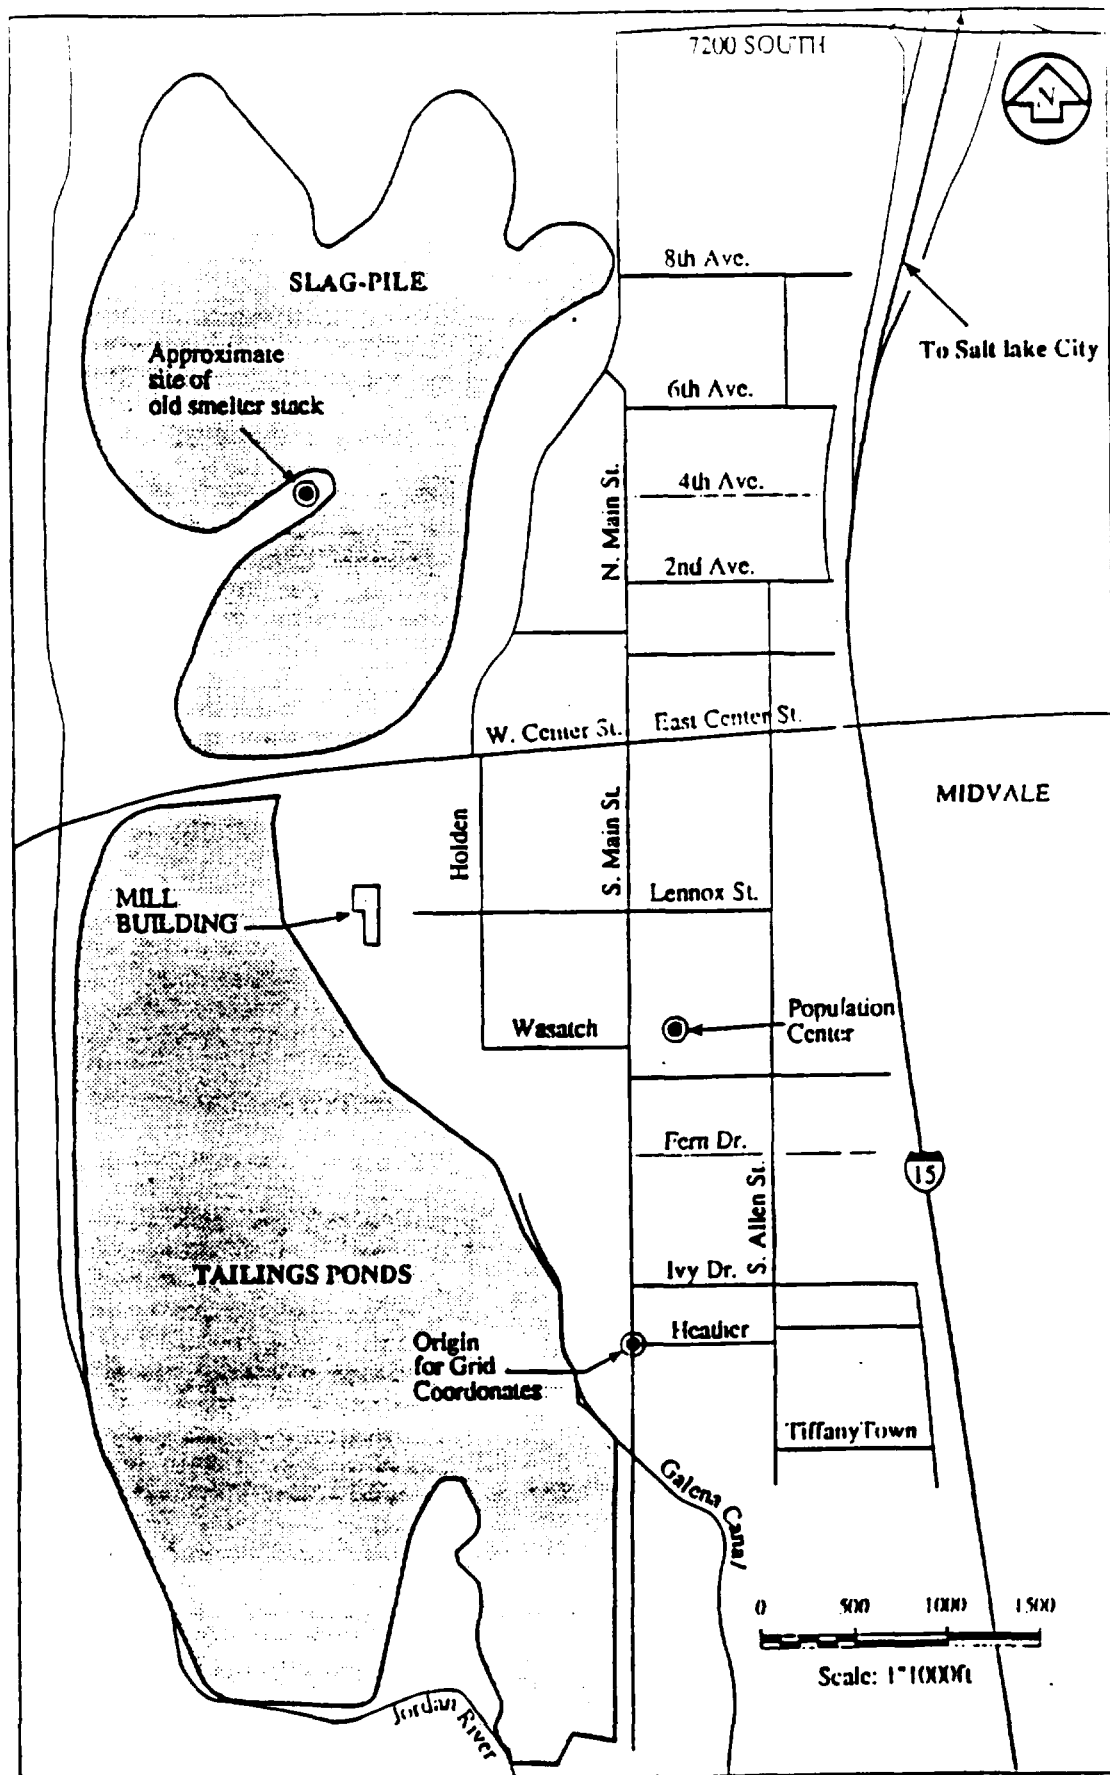 7200 SOUTH
N
8th Ave.
SLAG-PILE
To Salt lake City
Approximate
site of
old smelter stack
6th Ave.
4th Ave.
N. Main St.
2nd Ave.
W. Center St.
East Center St.
MIDVALE
Holden
S. Main St.
MILL
BUILDING
Lennox St.
Population
Center
Wasatch
Fern Dr.
15
S. Allen St.
TAILINGS PONDS
Ivy Dr.
Heather
Origin
for Grid
Coordonates
Tiffany Town
Galena Canal
0 500 1000 1500
Scale: 1"1000ft
Jordan River